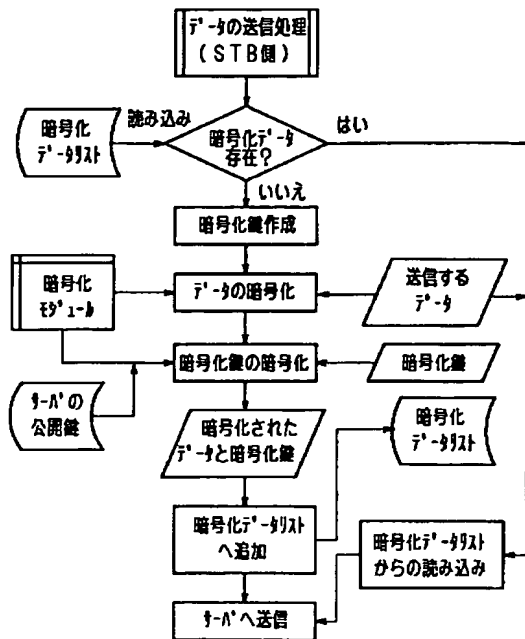 ﾃﾞｰﾀの送信処理
(STB側)
読み込み
はい
暗号化
ﾃﾞｰﾀﾘｽﾄ
暗号化ﾃﾞｰﾀ
存在?
いいえ
暗号化鍵作成
暗号化
ﾓｼﾞｭｰﾙ
ﾃﾞｰﾀの暗号化
送信する
ﾃﾞｰﾀ
暗号化鍵の暗号化
暗号化鍵
ｻｰﾊﾞの
公開鍵
暗号化された
ﾃﾞｰﾀと暗号化鍵
暗号化
ﾃﾞｰﾀﾘｽﾄ
暗号化ﾃﾞｰﾀﾘｽﾄ
へ追加
暗号化ﾃﾞｰﾀﾘｽﾄ
からの読み込み
ｻｰﾊﾞへ送信